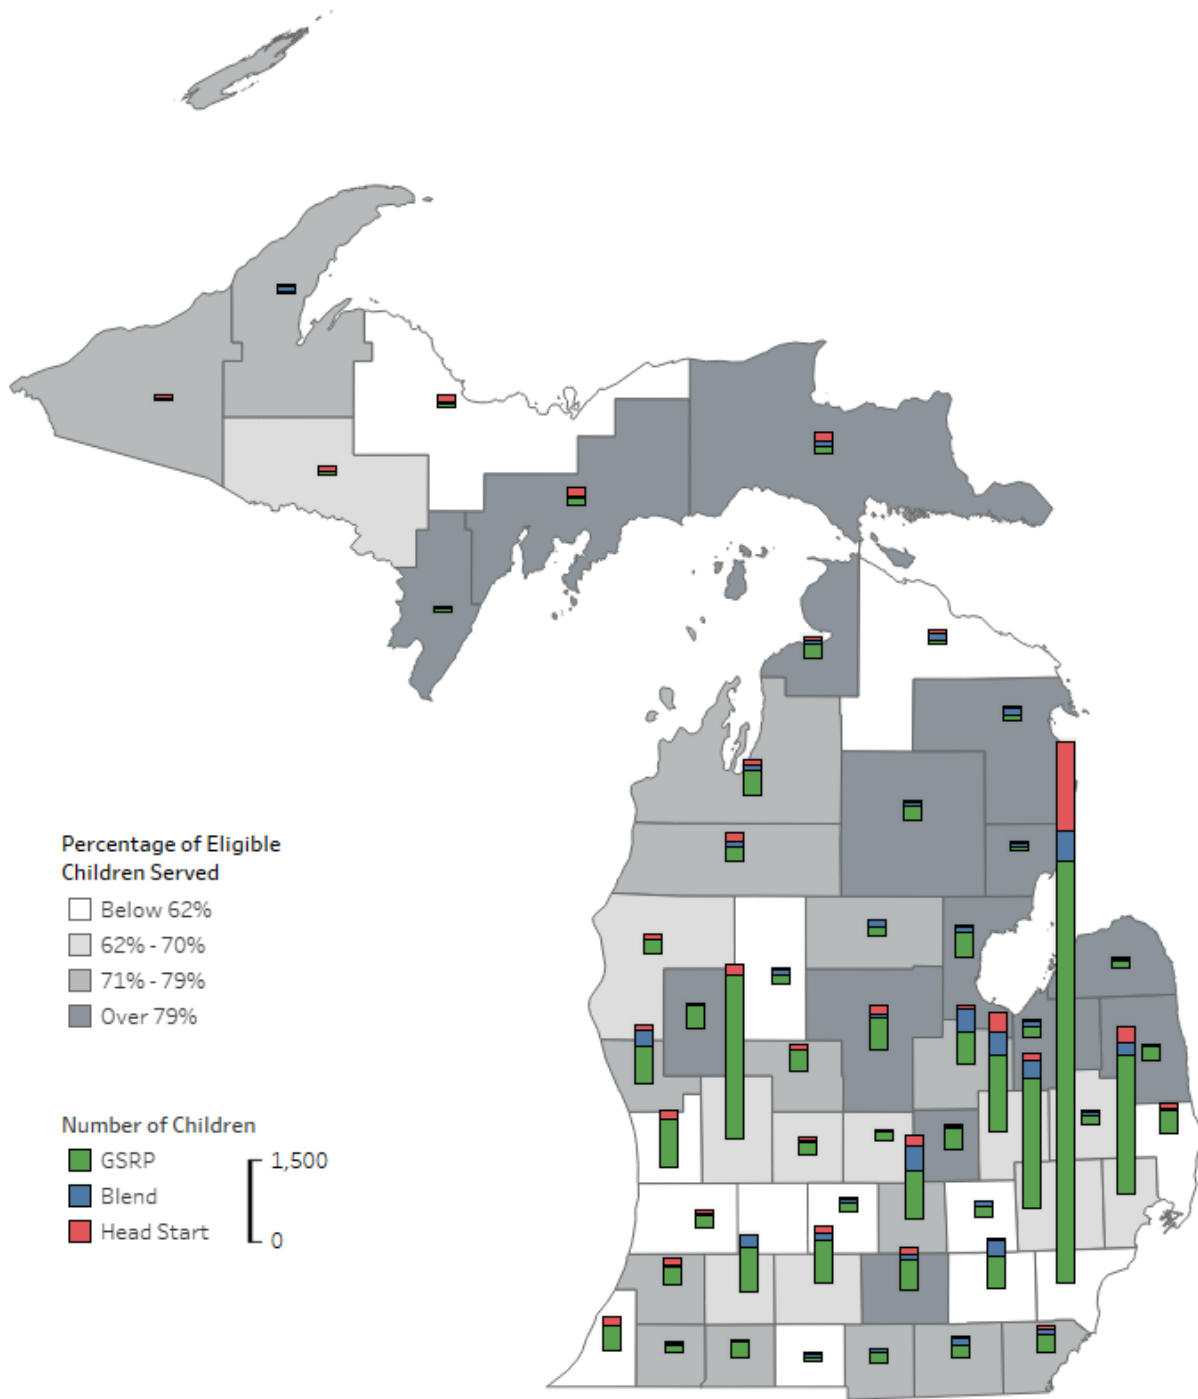 Percentage of Eligible
Children Served
Below 62%
62% - 70%
71% - 79%
Over 79%
Number of Children
GSRP
Blend
Head Start
1,500
0